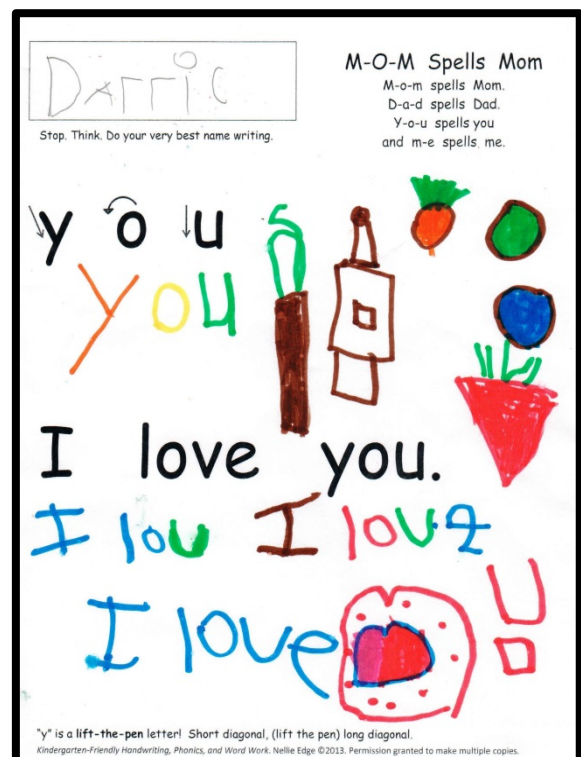 Darric
M-O-M Spells Mom
M-o-m spells Mom.
D-a-d spells Dad.
Y-o-u spells you
and m-e spells me.
Stop. Think. Do your very best name writing.
y o u
you
I love you.
I lou I love
I love
"y" is a lift-the-pen letter! Short diagonal, (lift the pen) long diagonal.
Kindergarten-Friendly Handwriting, Phonics, and Word Work. Nellie Edge ©2013. Permission granted to make multiple copies.